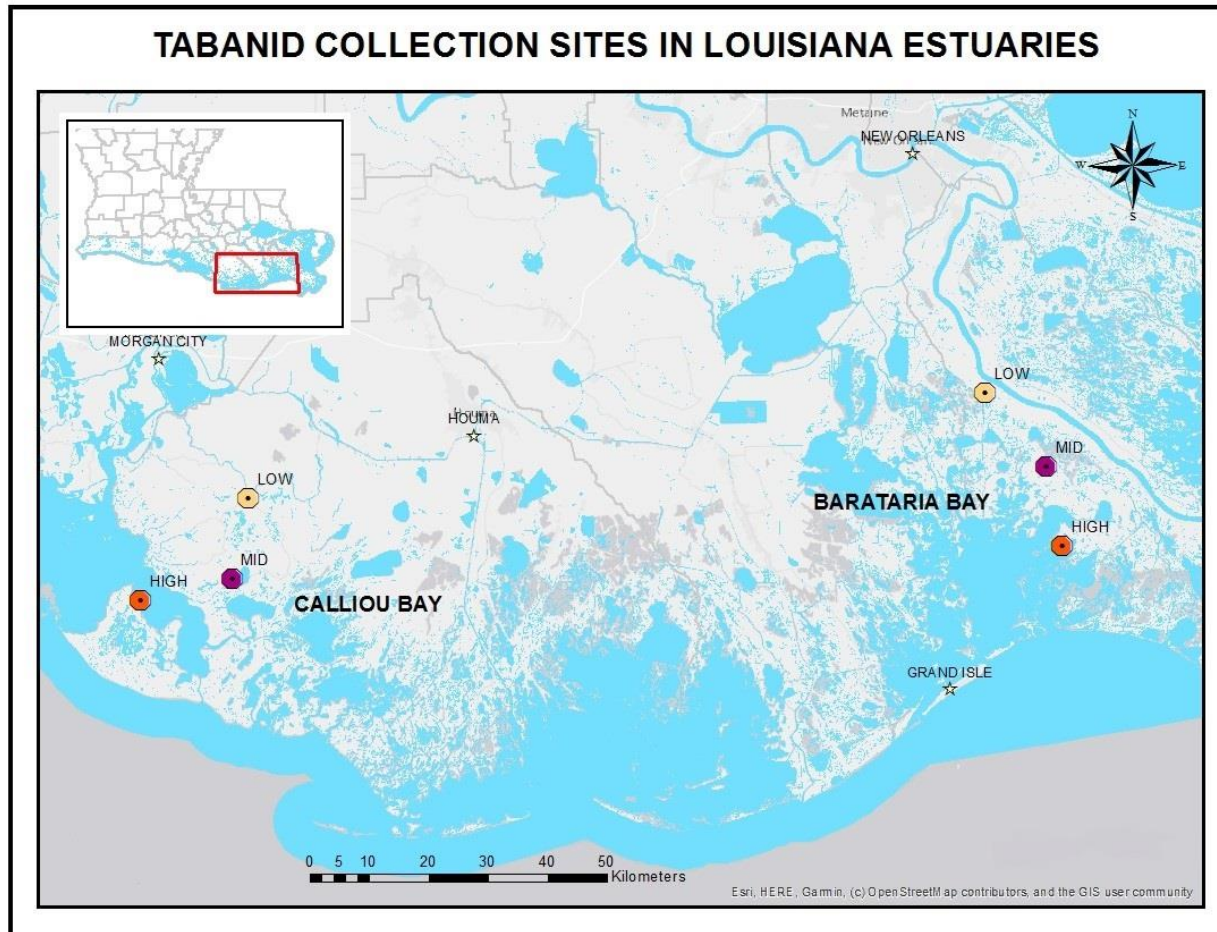 TABANID COLLECTION SITES IN LOUISIANA ESTUARIES
Metairie
NEW ORLEANS
N
W
E
S
MORGAN CITY
HOUMA
LOW
LOW
MID
BARATARIA BAY
HIGH
MID
HIGH
CALLIOU BAY
GRAND ISLE
0 5 10 20 30 40 50
Kilometers
Esri, HERE, Garmin, (c) OpenStreetMap contributors, and the GIS user community